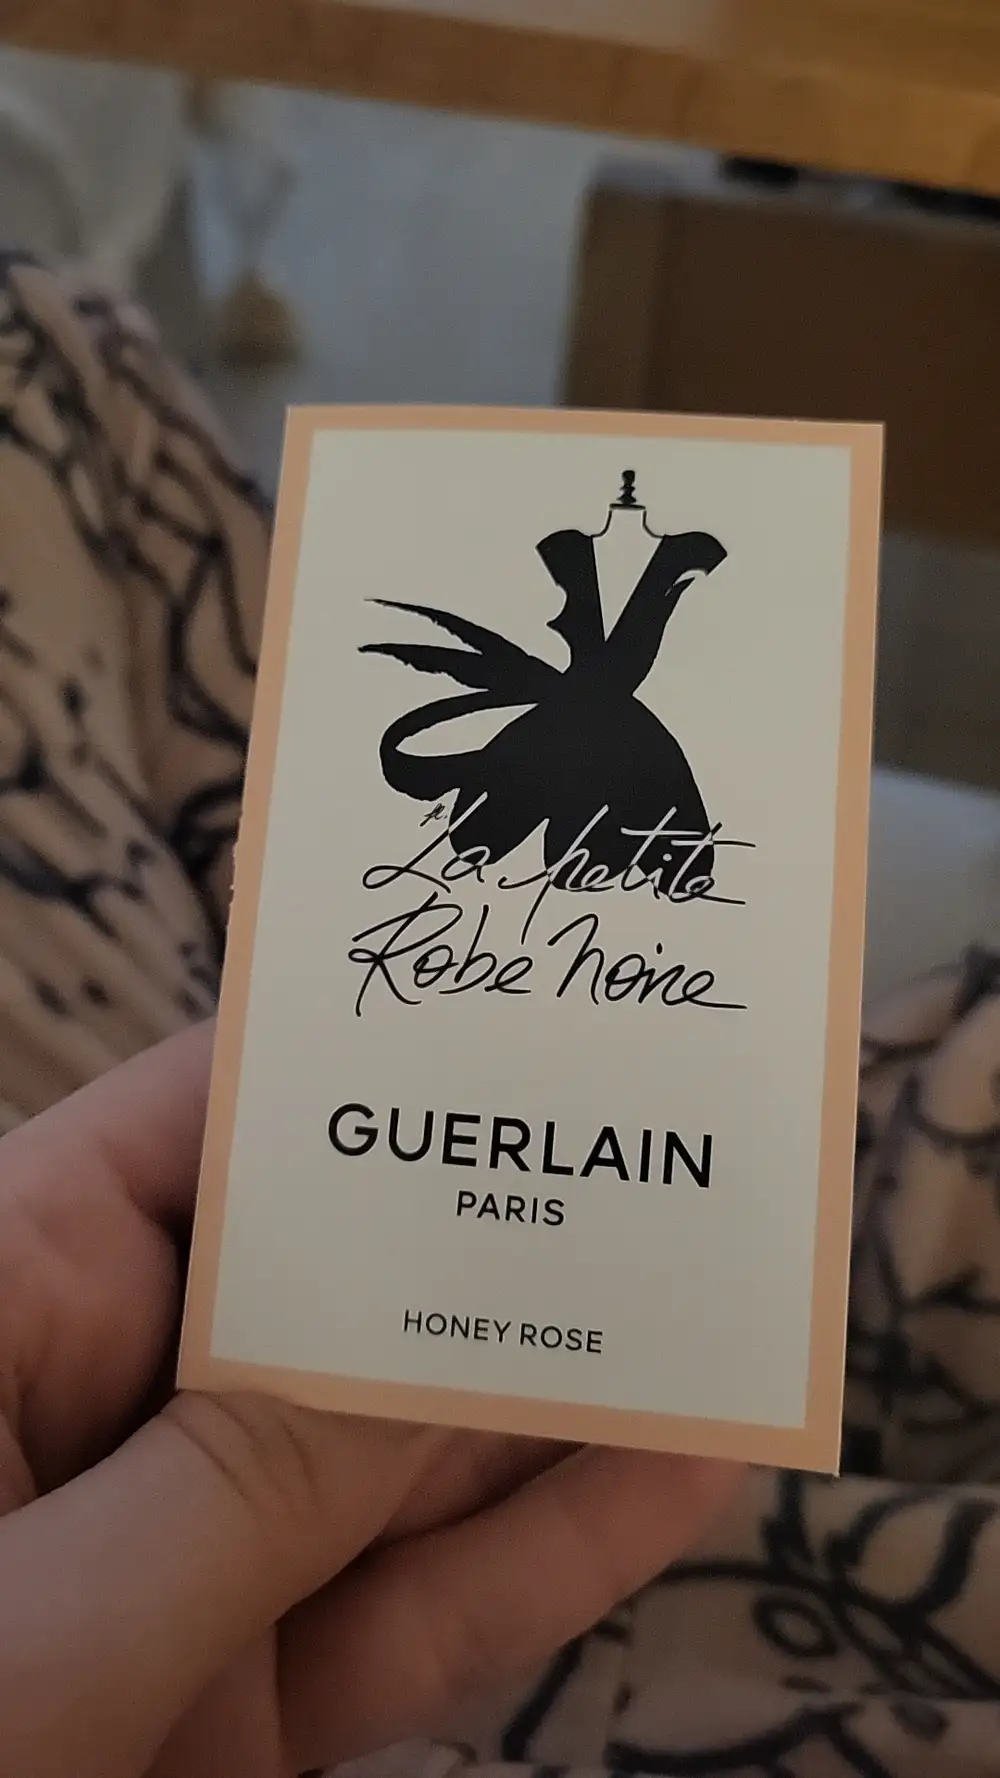 La petite
Robe Noire
GUERLAIN
PARIS
HONEY ROSE